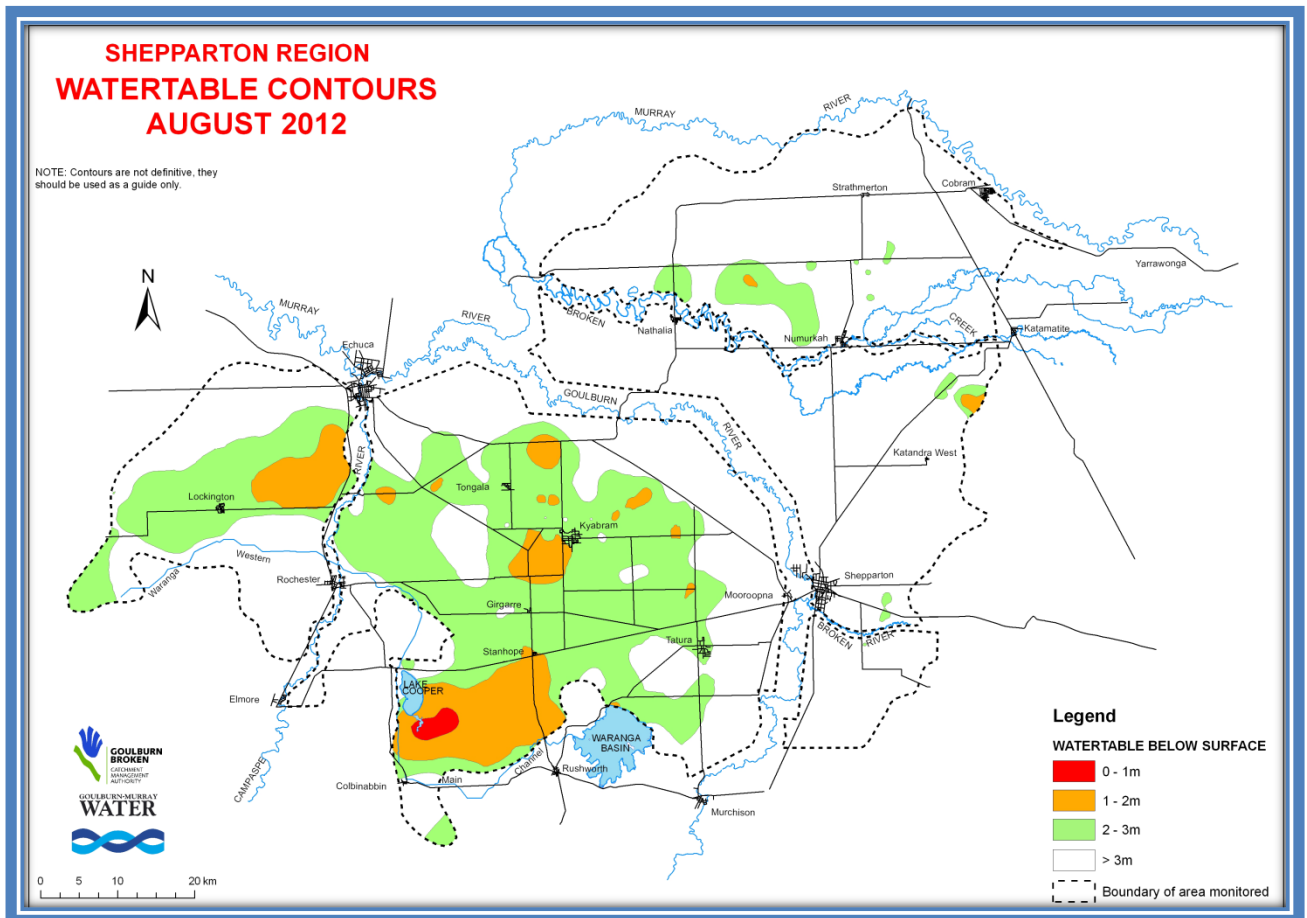 SHEPPARTON REGION
WATERTABLE CONTOURS
AUGUST 2012
NOTE: Contours are not definitive, they
should be used as a guide only.
N
MURRAY
RIVER
Strathmerton
Cobram
Yarrawonga
MURRAY
RIVER
BROKEN
Nathalia
Numurkah
CREEK
Katamatite
Echuca
GOULBURN
RIVER
RIVER
Katandra West
Lockington
Tongala
Kyabram
Western
Waranga
Rochester
Girgarre
Mooroopna
Shepparton
BROKEN
RIVER
Tatura
Stanhope
LAKE
COOPER
Elmore
WARANGA
BASIN
CAMPASPE
Colbinabbin
Main
Channel
Rushworth
Murchison
GOULBURN
BROKEN
CATCHMENT
MANAGEMENT
AUTHORITY
GOULBURN-MURRAY
WATER
0 5 10 20 km
Legend
WATERTABLE BELOW SURFACE
0 - 1m
1 - 2m
2 - 3m
> 3m
Boundary of area monitored